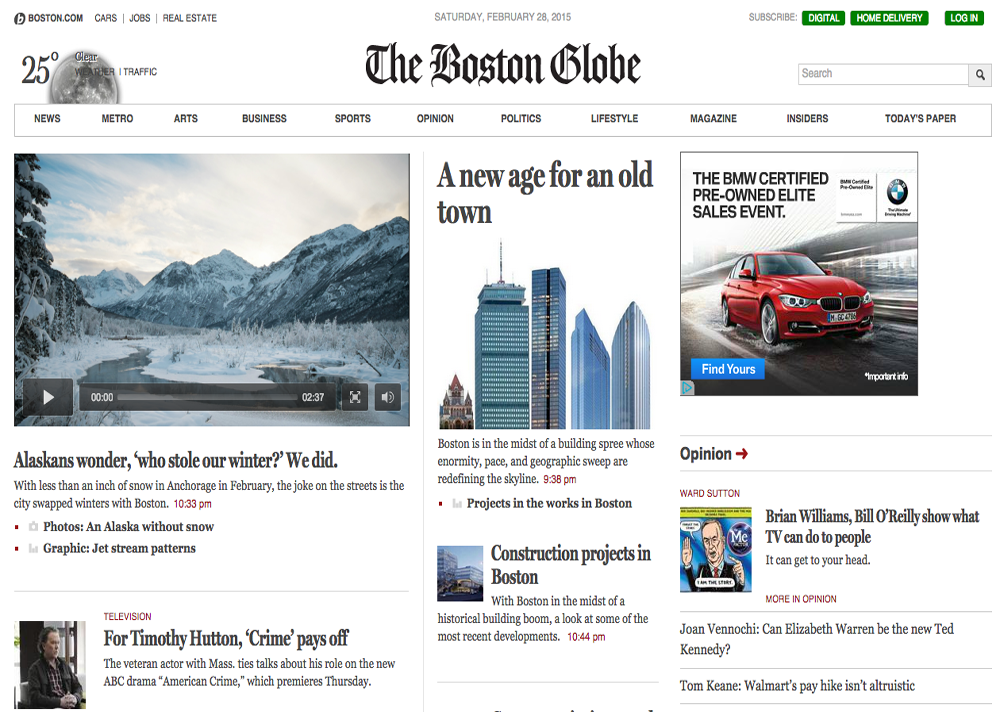 BOSTON.COM CARS | JOBS | REAL ESTATE
SATURDAY, FEBRUARY 28, 2015
SUBSCRIBE: DIGITAL HOME DELIVERY LOG IN
25° Clear
WEATHER | TRAFFIC
The Boston Globe
Search
NEWS METRO ARTS BUSINESS SPORTS OPINION POLITICS LIFESTYLE MAGAZINE INSIDERS TODAY'S PAPER
00:00 02:37
Alaskans wonder, ‘who stole our winter?’ We did.
With less than an inch of snow in Anchorage in February, the joke on the streets is the
city swapped winters with Boston. 10:33 pm
Photos: An Alaska without snow
Graphic: Jet stream patterns
TELEVISION
For Timothy Hutton, ‘Crime’ pays off
The veteran actor with Mass. ties talks about his role on the new
ABC drama “American Crime,” which premieres Thursday.
A new age for an old
town
Boston is in the midst of a building spree whose
enormity, pace, and geographic sweep are
redefining the skyline. 9:38 pm
Projects in the works in Boston
Construction projects in
Boston
With Boston in the midst of a
historical building boom, a look at some of the
most recent developments. 10:44 pm
THE BMW CERTIFIED
PRE-OWNED ELITE
SALES EVENT.
BMW Certified
Pre-Owned Elite
bmwusa.com
BMW
The Ultimate
Driving Machine®
M·GC 4786
Find Yours
*Important info
Opinion
WARD SUTTON
Me
I AM THE STORY.
Brian Williams, Bill O’Reilly show what
TV can do to people
It can get to your head.
MORE IN OPINION
Joan Vennochi: Can Elizabeth Warren be the new Ted
Kennedy?
Tom Keane: Walmart’s pay hike isn’t altruistic